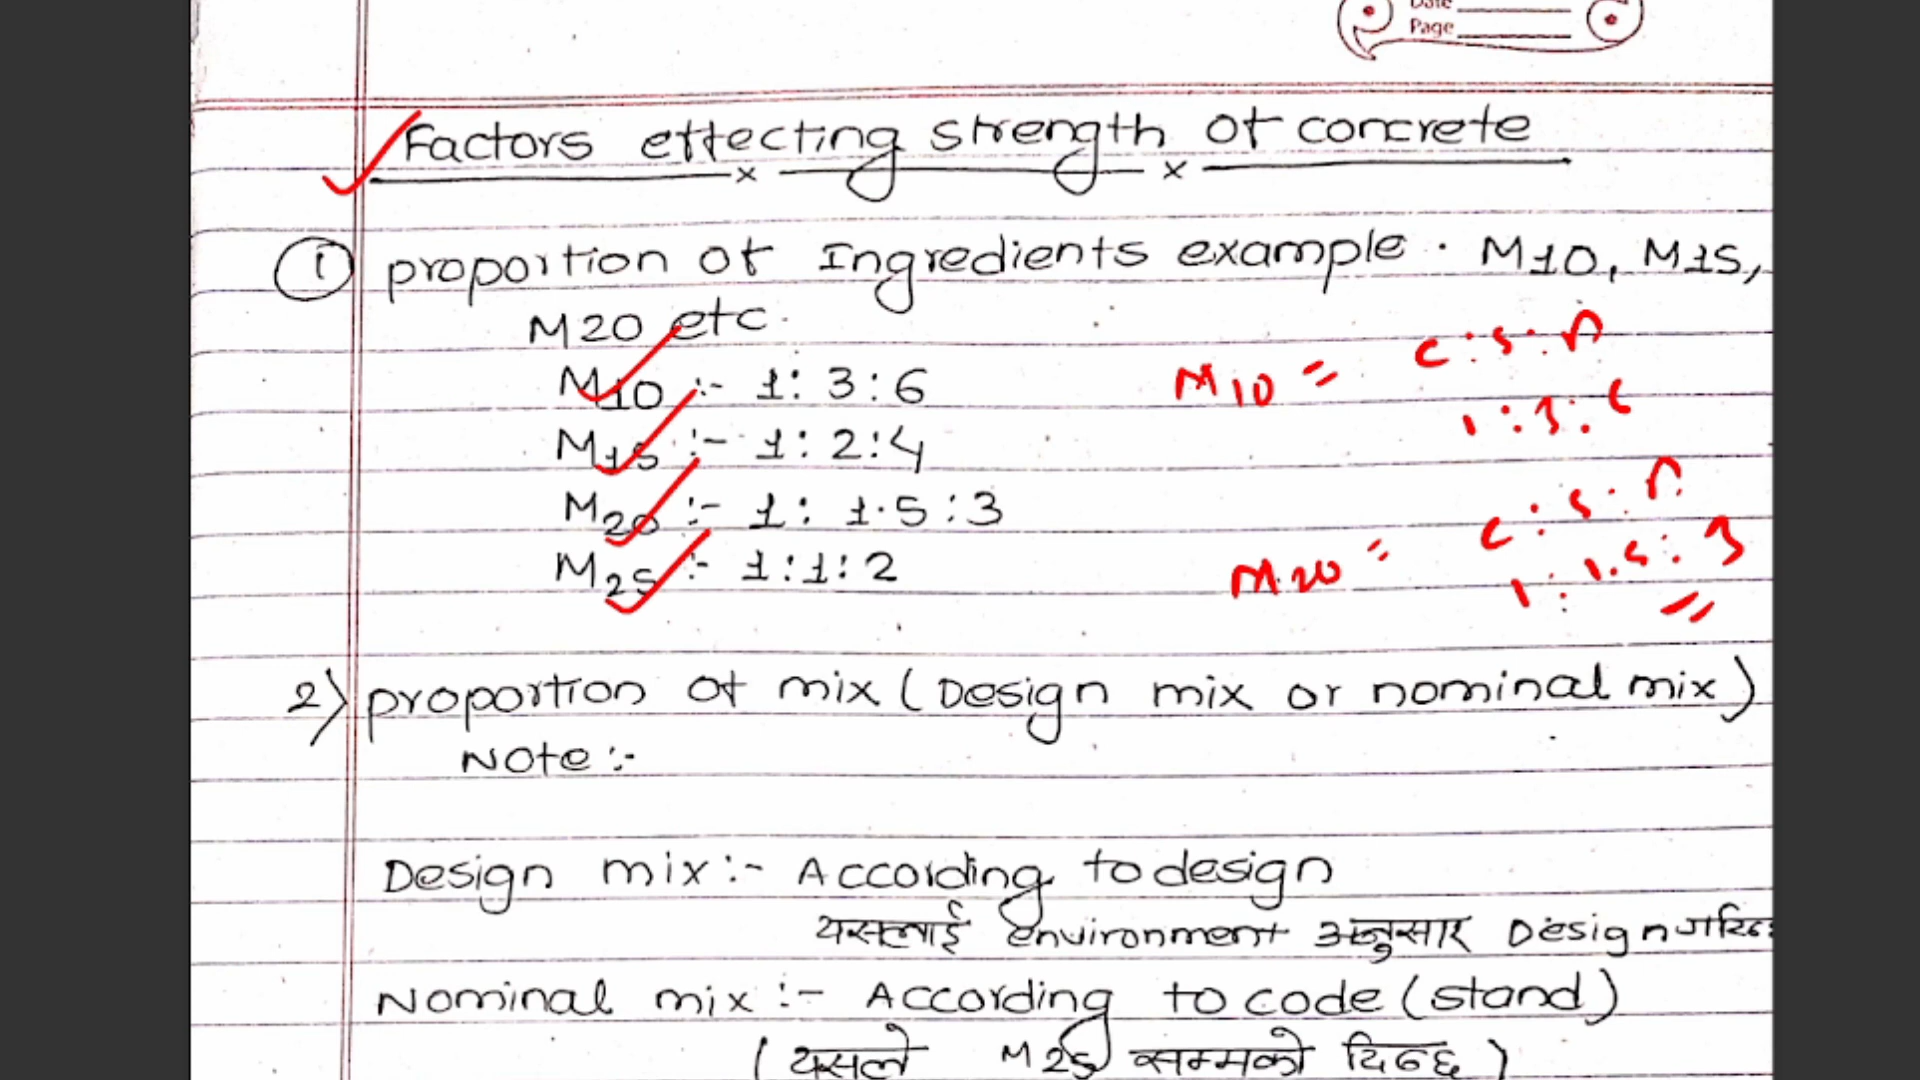 Date
Page
Factors effecting strength of concrete
① proportion of Ingredients example. M10, M15,
M20 etc.
M10 :- 1:3:6
M10 = C:S:A
1:3:6
M15 :- 1:2:4
M20 :- 1:1.5:3
M20 = C:S:A
1:1.5:3
M25 :- 1:1:2
2) proportion of mix (Design mix or nominal mix)
Note :-
Design mix :- According to design
यसलाई environment अनुसार Design
Nominal mix :- According to code (stand)
(यसले M25 सम्मको दिन्छ)